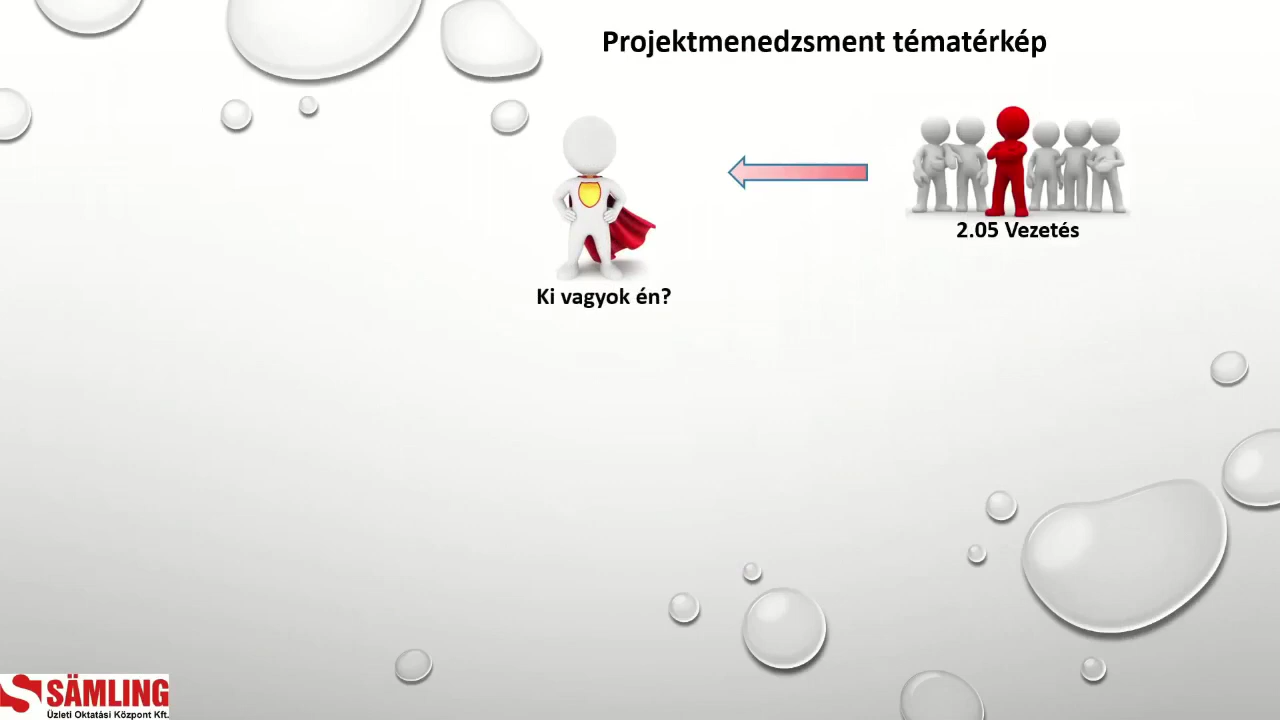 Projektmenedzsment tématérkép
2.05 Vezetés
Ki vagyok én?
SÄMLING
Üzleti Oktatási Központ Kft.